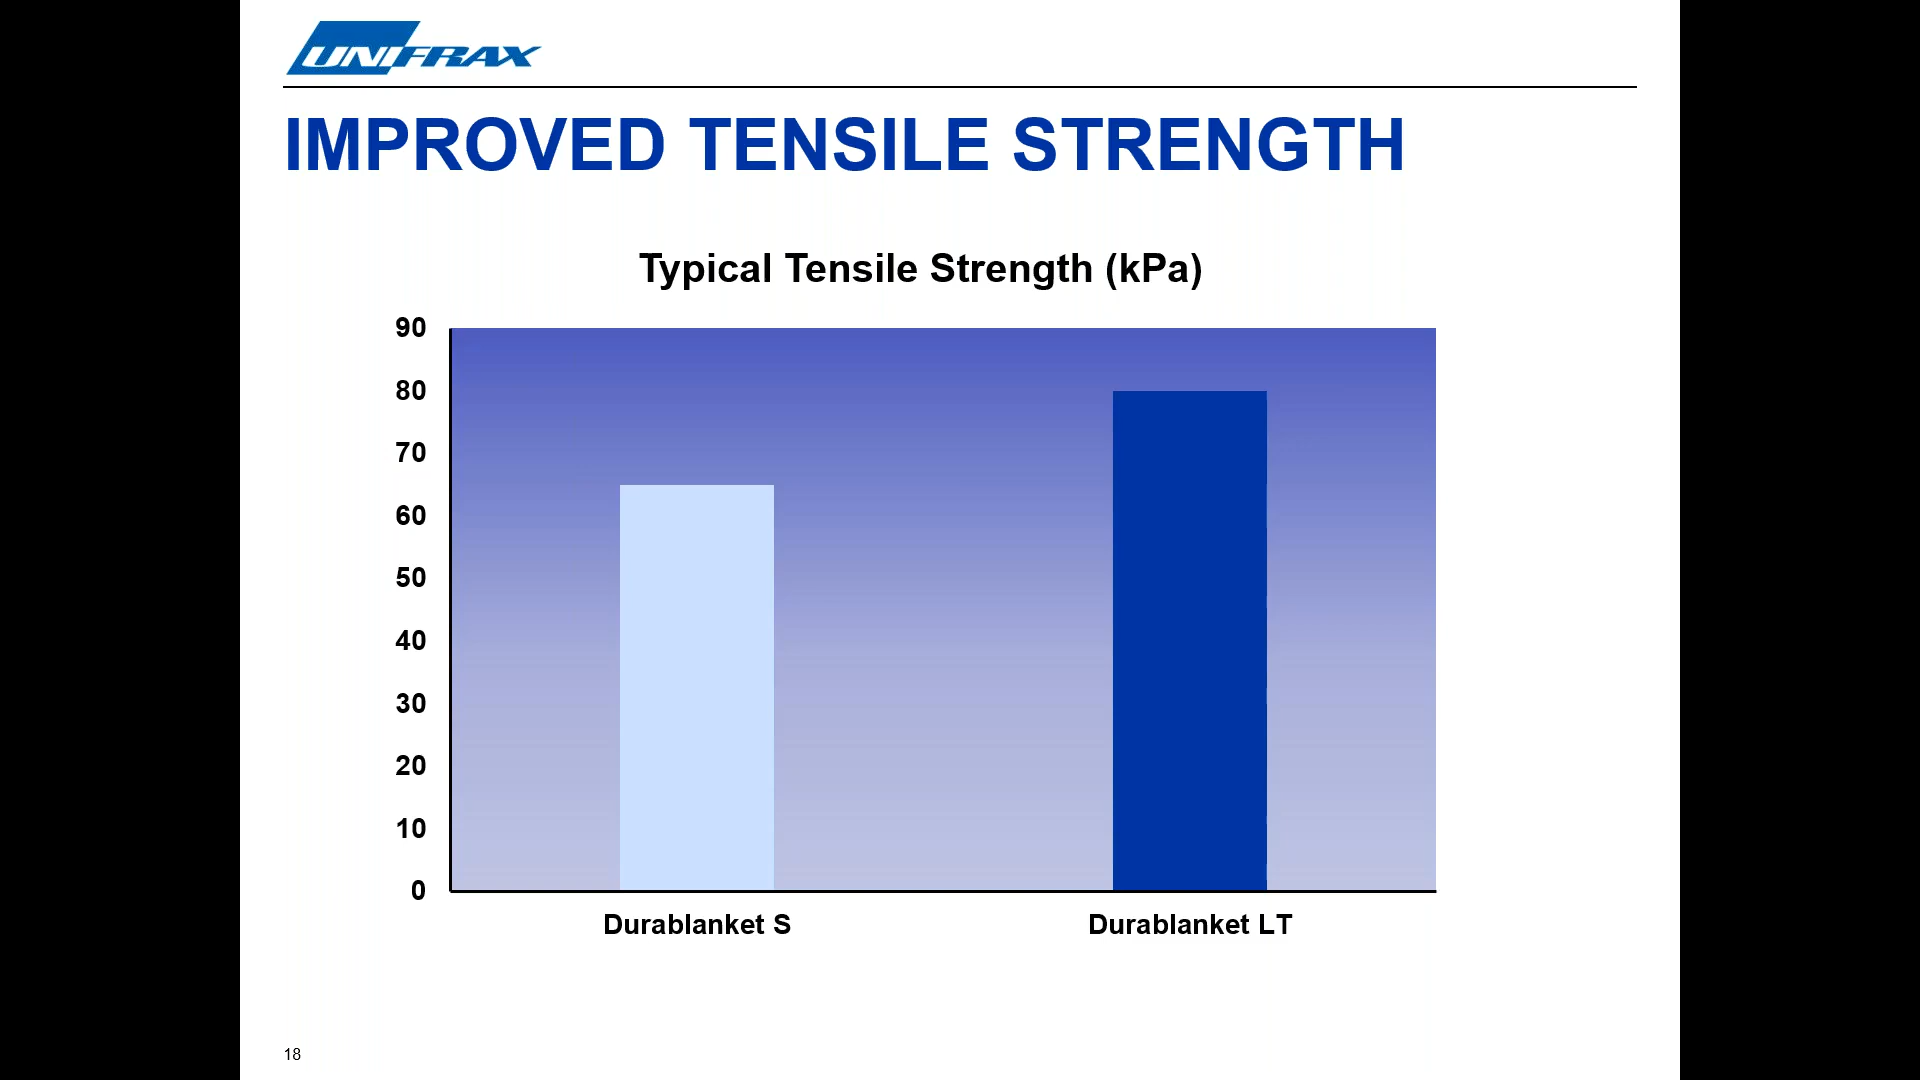 UNIFRAX
IMPROVED TENSILE STRENGTH
Typical Tensile Strength (kPa)
90
80
70
60
50
40
30
20
10
0
Durablanket S
Durablanket LT
18